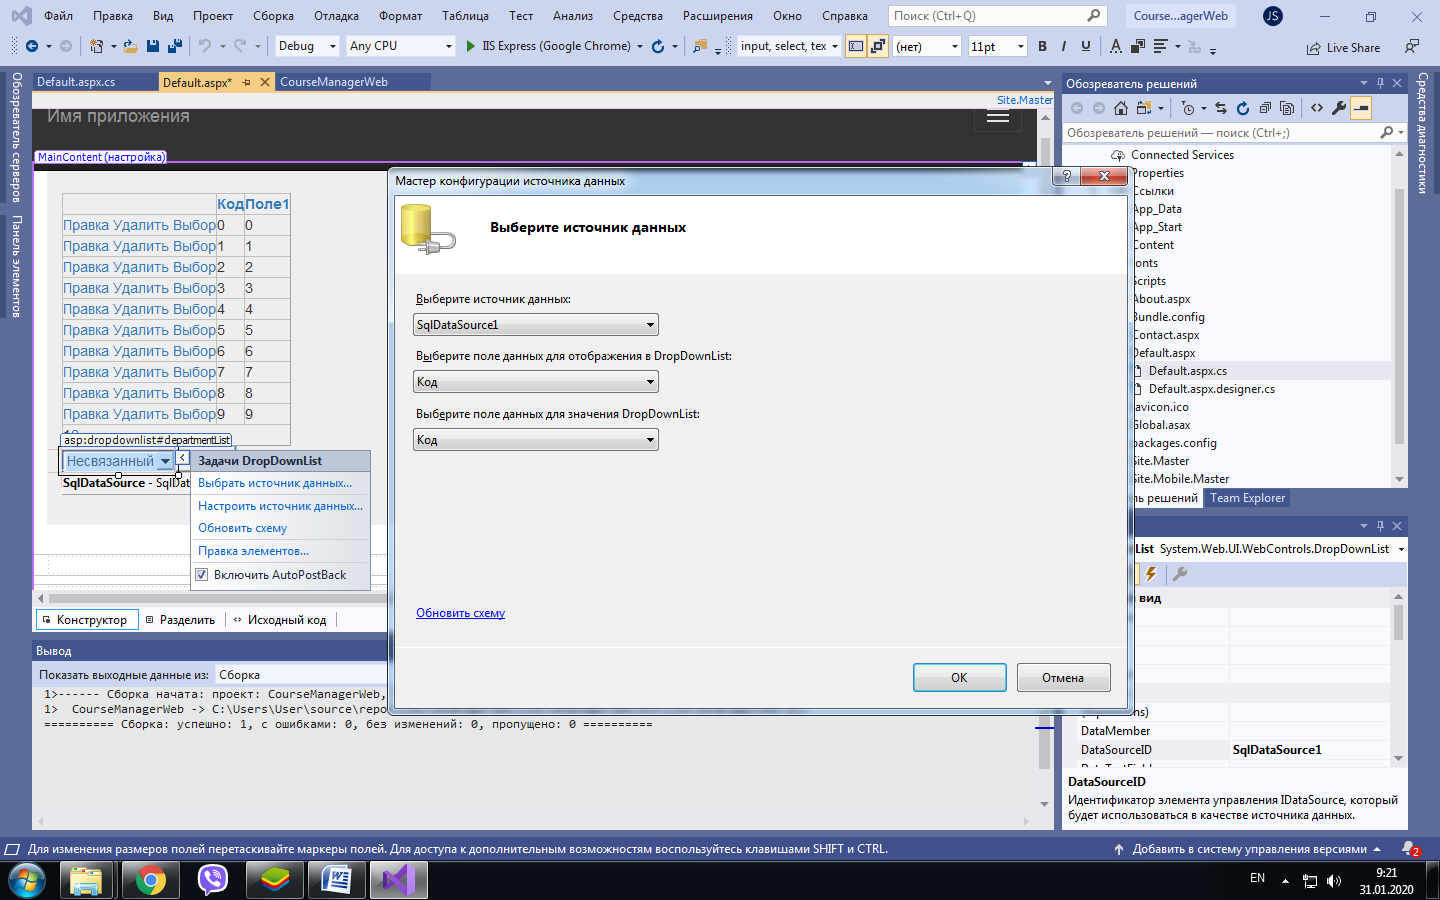 Файл Правка Вид Проект Сборка Отладка Формат Таблица Тест Анализ Средства Расширения Окно Справка Поиск (Ctrl+Q) Course...agerWeb JS
Debug Any CPU IIS Express (Google Chrome) input, select, tex (нет) 11pt B I U A Live Share
Обозреватель серверов
Панель элементов
Default.aspx.cs Default.aspx* CourseManagerWeb
Site.Master
Имя приложения
MainContent (настройка)
Код Поле1
Правка Удалить Выбор 0 0
Правка Удалить Выбор 1 1
Правка Удалить Выбор 2 2
Правка Удалить Выбор 3 3
Правка Удалить Выбор 4 4
Правка Удалить Выбор 5 5
Правка Удалить Выбор 6 6
Правка Удалить Выбор 7 7
Правка Удалить Выбор 8 8
Правка Удалить Выбор 9 9
asp:dropdownlist#departmentList
Несвязанный
SqlDataSource - SqlDat
Задачи DropDownList
Выбрать источник данных...
Настроить источник данных...
Обновить схему
Правка элементов...
Включить AutoPostBack
Конструктор Разделить Исходный код
Вывод
Показать выходные данные из: Сборка
1>------ Сборка начата: проект: CourseManagerWeb,
1> CourseManagerWeb -> C:\Users\User\source\repo
========== Сборка: успешно: 1, с ошибками: 0, без изменений: 0, пропущено: 0 ==========
Мастер конфигурации источника данных
?
Выберите источник данных
Выберите источник данных:
SqlDataSource1
Выберите поле данных для отображения в DropDownList:
Код
Выберите поле данных для значения DropDownList:
Код
Обновить схему
ОК Отмена
Обозреватель решений
Обозреватель решений — поиск (Ctrl+;)
Connected Services
Properties
Ссылки
App_Data
App_Start
Content
onts
Scripts
About.aspx
Bundle.config
Contact.aspx
Default.aspx
Default.aspx.cs
Default.aspx.designer.cs
avicon.ico
Global.asax
packages.config
Site.Master
Site.Mobile.Master
ль решений Team Explorer
Средства диагностики
List System.Web.UI.WebControls.DropDownList
вид
DataMember
DataSourceID SqlDataSource1
DataSourceID
Идентификатор элемента управления IDataSource, который
будет использоваться в качестве источника данных.
Для изменения размеров полей перетаскивайте маркеры полей. Для доступа к дополнительным возможностям воспользуйтесь клавишами SHIFT и CTRL.
Добавить в систему управления версиями 2
EN
9:21
31.01.2020